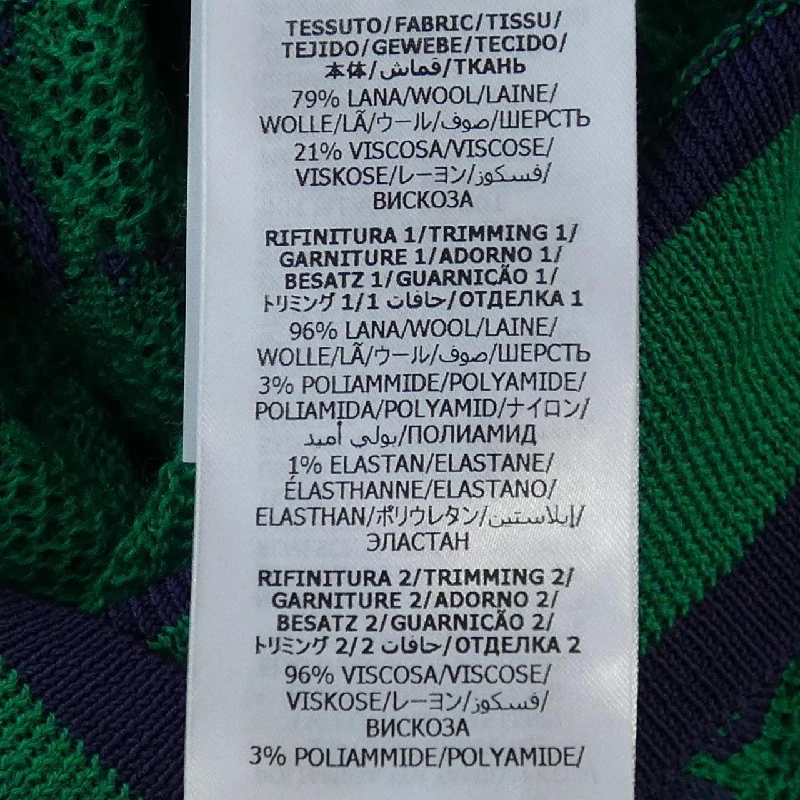 TESSUTO/FABRIC/TISSU/
TEJIDO/GEWEBE/TECIDO/
本体/قماش/ТКАНЬ
79% LANA/WOOL/LAINE/
WOLLE/LÃ/ウール/صوف/ШЕРСТЬ
21% VISCOSA/VISCOSE/
VISKOSE/レーヨン/فسكوز/
ВИСКОЗА
RIFINITURA 1/TRIMMING 1/
GARNITURE 1/ADORNO 1/
BESATZ 1/GUARNICÃO 1/
トリミング 1/1 حافات/ОТДЕЛКА 1
96% LANA/WOOL/LAINE/
WOLLE/LÃ/ウール/صوف/ШЕРСТЬ
3% POLIAMMIDE/POLYAMIDE/
POLIAMIDA/POLYAMID/ナイロン/
بولي أميد/ПОЛИАМИД
1% ELASTAN/ELASTANE/
ÉLASTHANNE/ELASTANO/
ELASTHAN/ポリウレタン/إيلاستين/
ЭЛАСТАН
RIFINITURA 2/TRIMMING 2/
GARNITURE 2/ADORNO 2/
BESATZ 2/GUARNICÃO 2/
トリミング 2/2 حافات/ОТДЕЛКА 2
96% VISCOSA/VISCOSE/
VISKOSE/レーヨン/فسكوز/
ВИСКОЗА
3% POLIAMMIDE/POLYAMIDE/